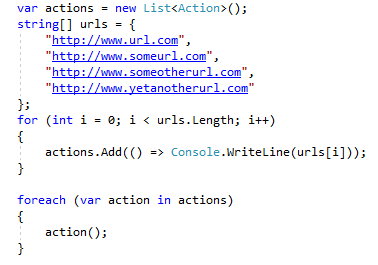 var actions = new List<Action>();
string[] urls = {
    "http://www.url.com",
    "http://www.someurl.com",
    "http://www.someotherurl.com",
    "http://www.yetanotherurl.com"
};
for (int i = 0; i < urls.Length; i++)
{
    actions.Add(() => Console.WriteLine(urls[i]));
}

foreach (var action in actions)
{
    action();
}